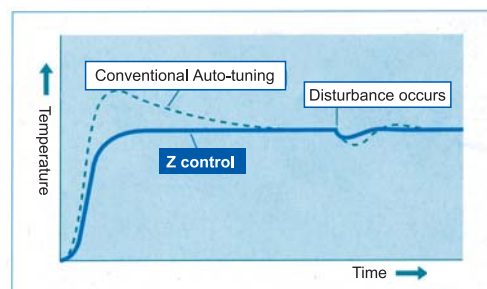 Conventional Auto-tuning
Disturbance occurs
Temperature
Z control
Time